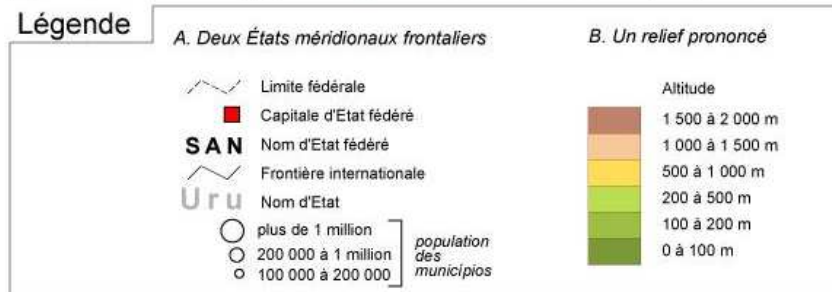 Légende
A. Deux États méridionaux frontaliers
Limite fédérale
Capitale d'Etat fédéré
SAN Nom d'Etat fédéré
Frontière internationale
Uru Nom d'Etat
plus de 1 million
200 000 à 1 million
100 000 à 200 000
population
des
municípios
B. Un relief prononcé
Altitude
1 500 à 2 000 m
1 000 à 1 500 m
500 à 1 000 m
200 à 500 m
100 à 200 m
0 à 100 m